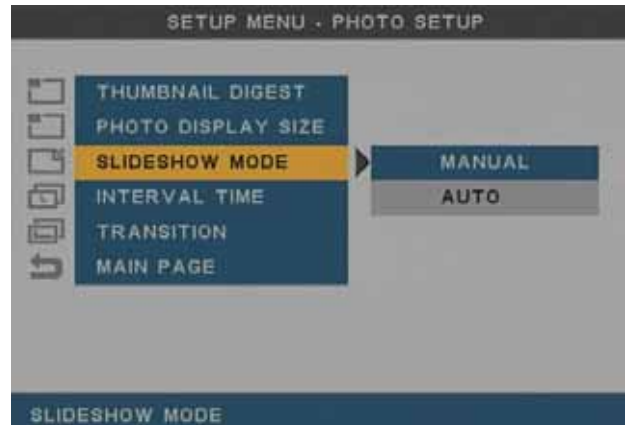 SETUP MENU - PHOTO SETUP
THUMBNAIL DIGEST
PHOTO DISPLAY SIZE
SLIDESHOW MODE
MANUAL
INTERVAL TIME
AUTO
TRANSITION
MAIN PAGE
SLIDESHOW MODE